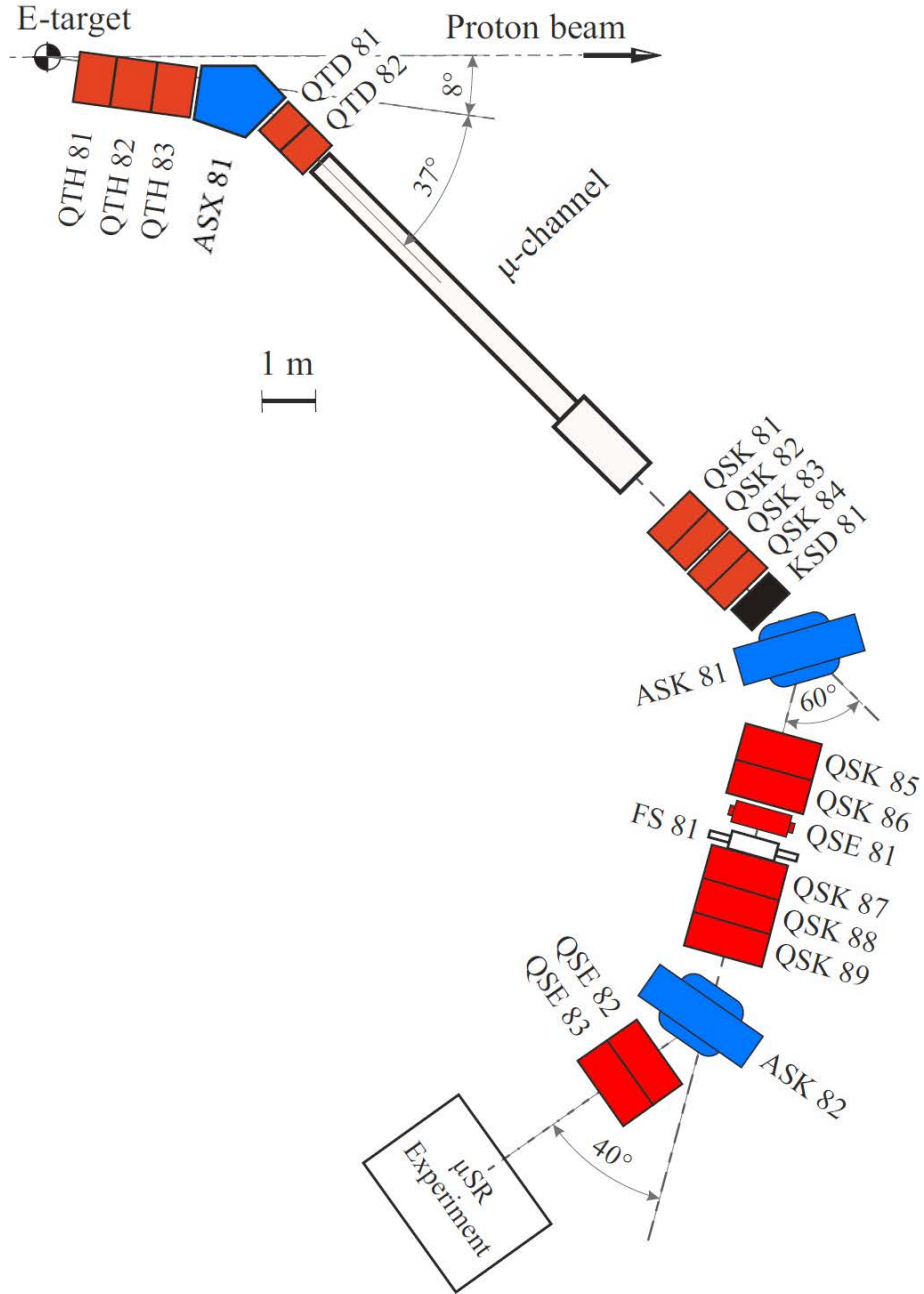 E-target
Proton beam
QTD 81
QTD 82
8°
QTH 81
QTH 82
QTH 83
ASX 81
37°
μ-channel
1 m
QSK 81
QSK 82
QSK 83
QSK 84
KSD 81
ASK 81
60°
QSK 85
QSK 86
QSE 81
FS 81
QSK 87
QSK 88
QSK 89
QSE 82
QSE 83
ASK 82
40°
μSR
Experiment